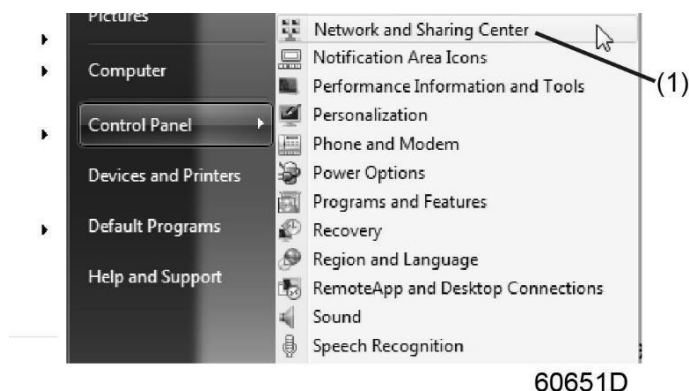 Pictures
Computer
Control Panel
Devices and Printers
Default Programs
Help and Support
Network and Sharing Center
Notification Area Icons
Performance Information and Tools
Personalization
Phone and Modem
Power Options
Programs and Features
Recovery
Region and Language
RemoteApp and Desktop Connections
Sound
Speech Recognition
(1)
60651D